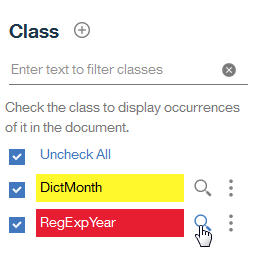 Class
Enter text to filter classes
Check the class to display occurrences
of it in the document.
Uncheck All
DictMonth
RegExpYear